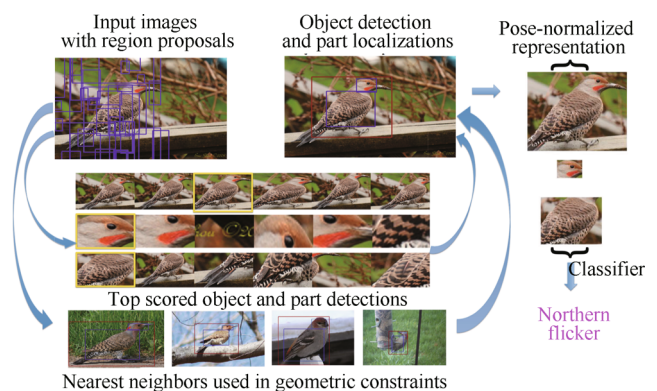 Input images
with region proposals
Object detection
and part localizations
Pose-normalized
representation
Top scored object and part detections
Classifier
Northern
flicker
Nearest neighbors used in geometric constraints